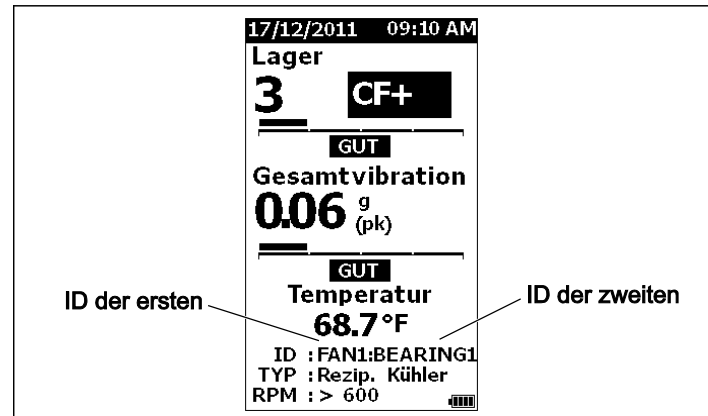 17/12/2011 09:10 AM
Lager
3 CF+
GUT
Gesamtvibration
0.06 g
(pk)
GUT
Temperatur
68.7°F
ID der ersten
ID der zweiten
ID :FAN1:BEARING1
TYP :Rezip. Kühler
RPM :> 600